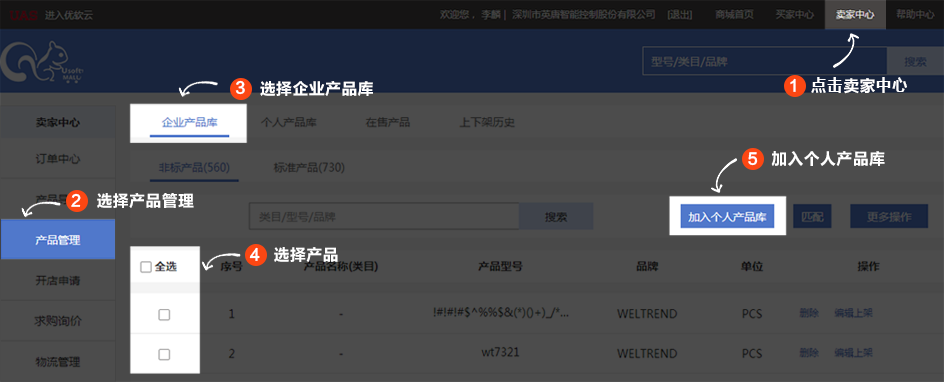 进入优软云 欢迎您， 李麟 | 深圳市英唐智能控制股份有限公司 [退出] 商城首页 买家中心 卖家中心 帮助中心
Usoft MALL 型号/类目/品牌 搜索
1 点击卖家中心
3 选择企业产品库
卖家中心 企业产品库 个人产品库 在售产品 上下架历史
订单中心 非标产品(560) 标准产品(730)
5 加入个人产品库
2 选择产品管理
类目/型号/品牌 搜索 加入个人产品库 匹配 更多操作
产品管理
4 选择产品
全选 序号 产品名称(类目) 产品型号 品牌 单位 操作
开店申请
求购询价 1 - !#!#!#$^%%$&(*)()+)_/*... WELTREND PCS 删除 编辑上架
物流管理 2 - wt7321 WELTREND PCS 删除 编辑上架